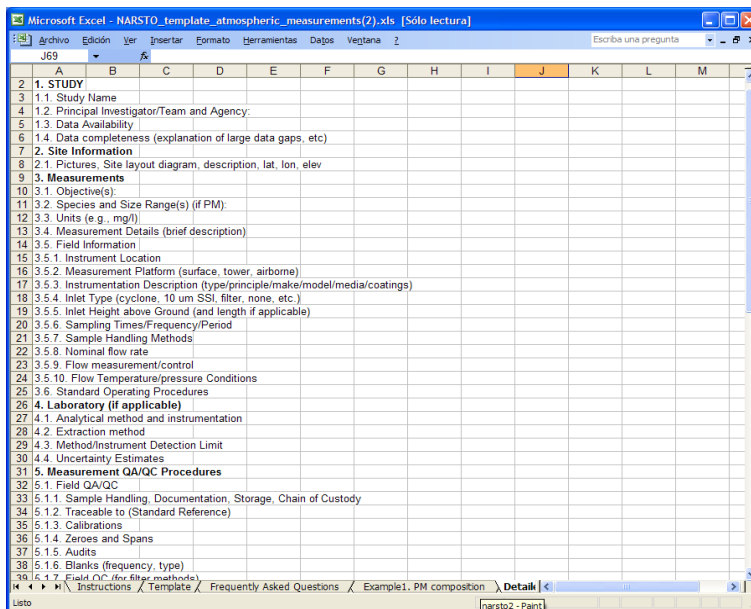 Microsoft Excel - NARSTO_template_atmospheric_measurements(2).xls [Sólo lectura]
Archivo Edición Ver Insertar Formato Herramientas Datos Ventana ? Escriba una pregunta
J69 fx
A B C D E F G H I J K L M
2 1. STUDY
3 1.1. Study Name
4 1.2. Principal Investigator/Team and Agency:
5 1.3. Data Availability
6 1.4. Data completeness (explanation of large data gaps, etc)
7 2. Site Information
8 2.1. Pictures, Site layout diagram, description, lat, lon, elev
9 3. Measurements
10 3.1. Objective(s):
11 3.2. Species and Size Range(s) (if PM):
12 3.3. Units (e.g., mg/l)
13 3.4. Measurement Details (brief description)
14 3.5. Field Information
15 3.5.1. Instrument Location
16 3.5.2. Measurement Platform (surface, tower, airborne)
17 3.5.3. Instrumentation Description (type/principle/make/model/media/coatings)
18 3.5.4. Inlet Type (cyclone, 10 um SSI, filter, none, etc.)
19 3.5.5. Inlet Height above Ground (and length if applicable)
20 3.5.6. Sampling Times/Frequency/Period
21 3.5.7. Sample Handling Methods
22 3.5.8. Nominal flow rate
23 3.5.9. Flow measurement/control
24 3.5.10. Flow Temperature/pressure Conditions
25 3.6. Standard Operating Procedures
26 4. Laboratory (if applicable)
27 4.1. Analytical method and instrumentation
28 4.2. Extraction method
29 4.3. Method/Instrument Detection Limit
30 4.4. Uncertainty Estimates
31 5. Measurement QA/QC Procedures
32 5.1. Field QA/QC
33 5.1.1. Sample Handling, Documentation, Storage, Chain of Custody
34 5.1.2. Traceable to (Standard Reference)
35 5.1.3. Calibrations
36 5.1.4. Zeroes and Spans
37 5.1.5. Audits
38 5.1.6. Blanks (frequency, type)
39 5.1.7. Field QC (for filter methods)
Instructions Template Frequently Asked Questions Example1. PM composition Detaile
Listo
narsto2 - Paint